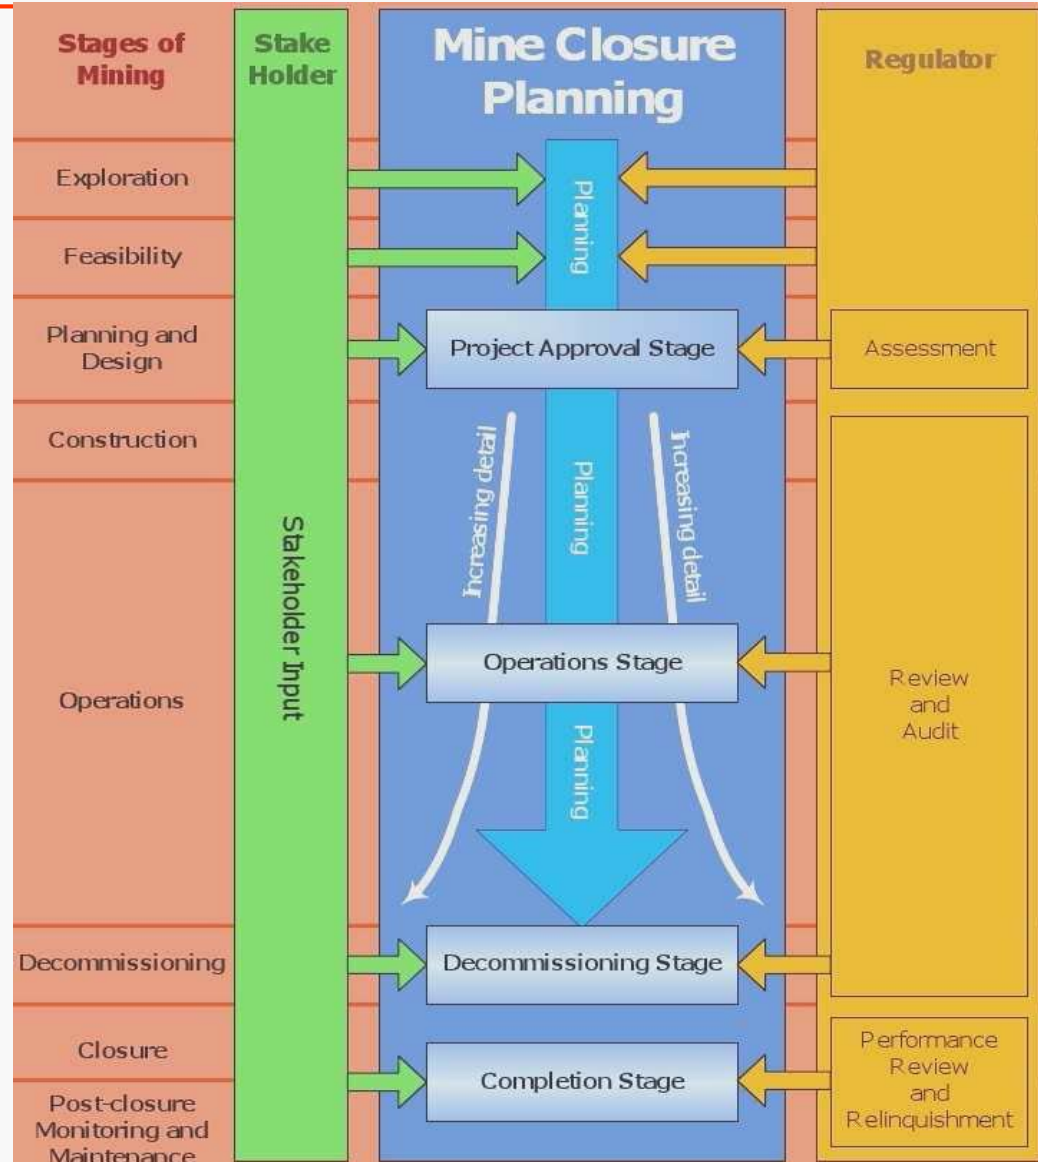 Stages of
Mining
Stake
Holder
Mine Closure
Planning
Regulator
Exploration
Feasibility
Planning and
Design
Construction
Operations
Decommissioning
Closure
Post-closure
Monitoring and
Maintenance
Stakeholder Input
Planning
Project Approval Stage
Increasing detail
Planning
Increasing detail
Operations Stage
Planning
Decommissioning Stage
Completion Stage
Assessment
Review
and
Audit
Performance
Review
and
Relinquishment